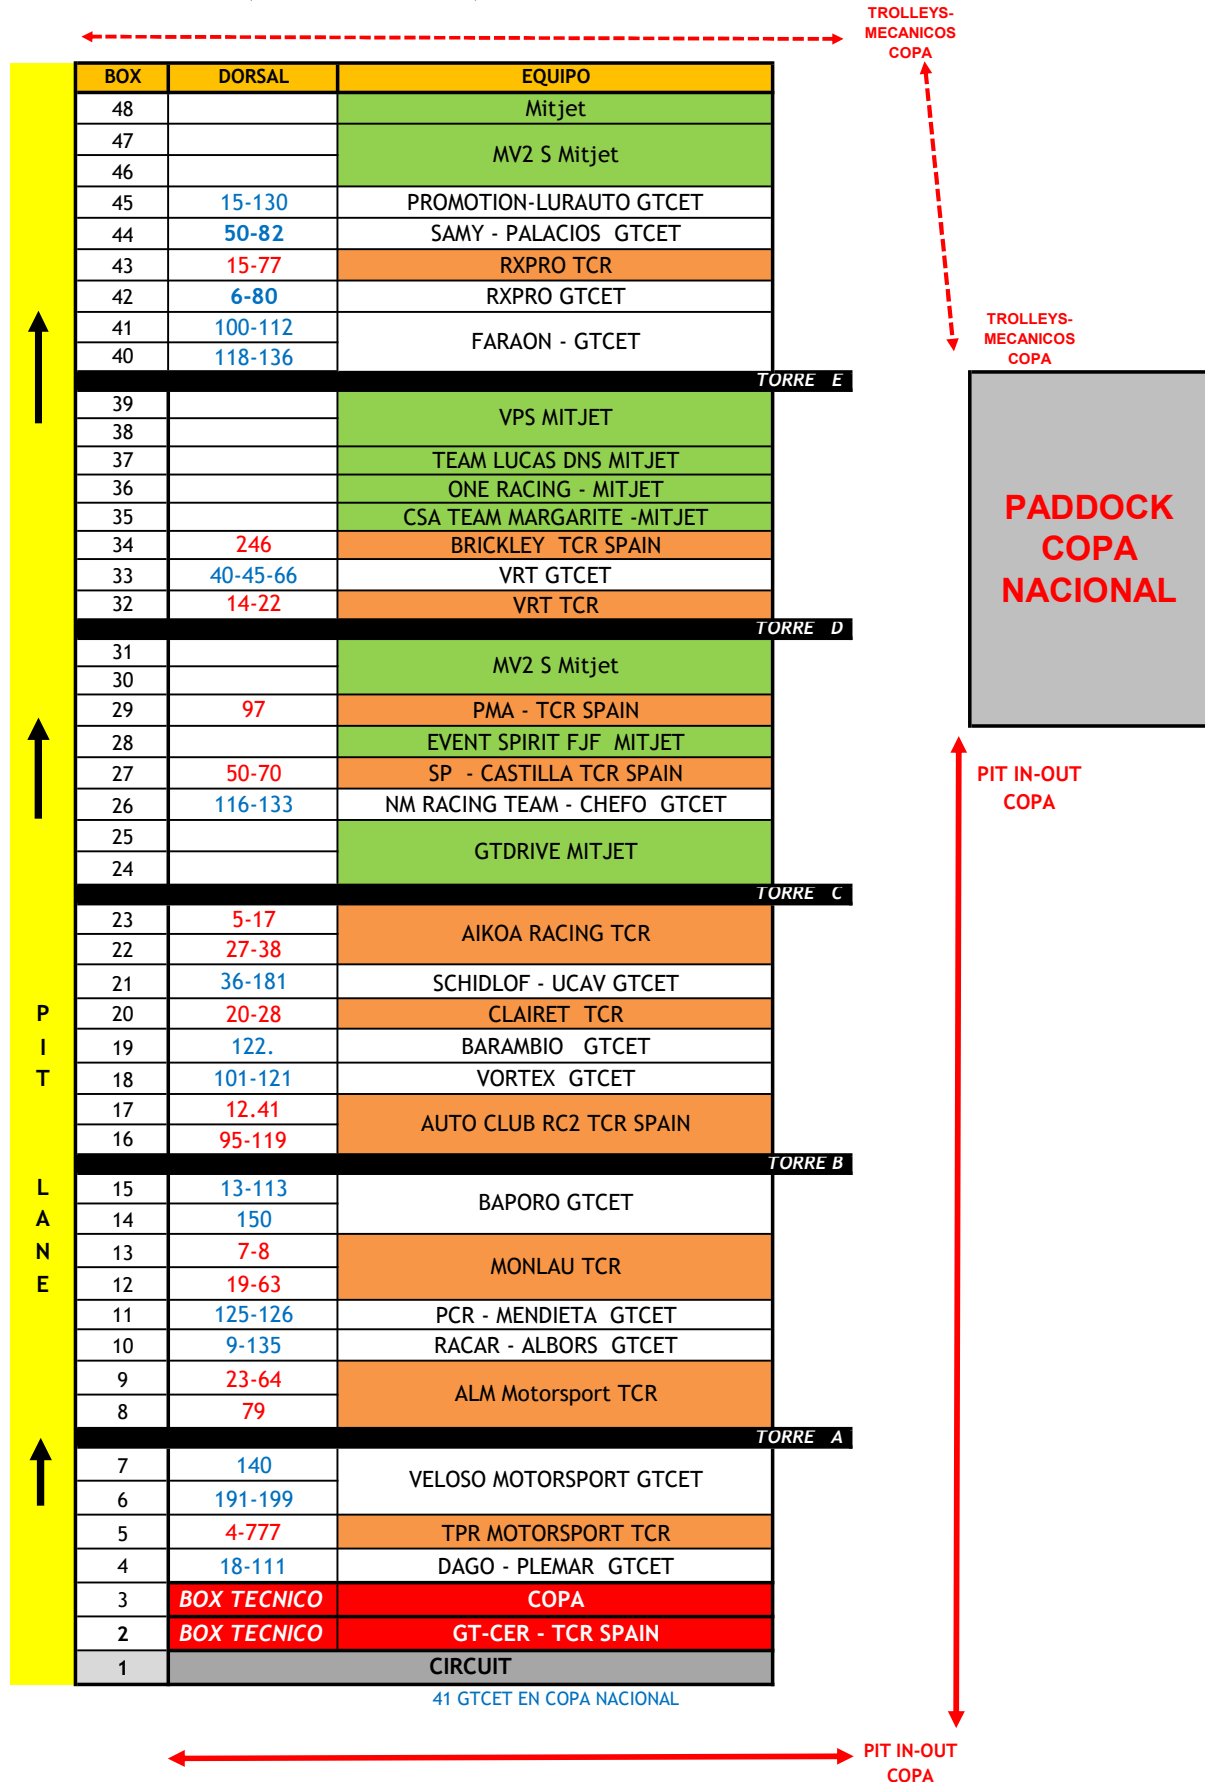 TROLLEYS-
MECANICOS
COPA
BOX DORSAL EQUIPO
48 Mitjet
47
MV2 S Mitjet
46
45 15-130 PROMOTION-LURAUTO GTCET
44 50-82 SAMY - PALACIOS GTCET
43 15-77 RXPRO TCR
42 6-80 RXPRO GTCET
41 100-112
FARAON - GTCET
40 118-136
TORRE E
TROLLEYS-
MECANICOS
COPA
39
VPS MITJET
38
37 TEAM LUCAS DNS MITJET
36 ONE RACING - MITJET
35 CSA TEAM MARGARITE -MITJET
34 246 BRICKLEY TCR SPAIN
33 40-45-66 VRT GTCET
32 14-22 VRT TCR
TORRE D
PADDOCK
COPA
NACIONAL
31
MV2 S Mitjet
30
29 97 PMA - TCR SPAIN
28 EVENT SPIRIT FJF MITJET
27 50-70 SP - CASTILLA TCR SPAIN
26 116-133 NM RACING TEAM - CHEFO GTCET
PIT IN-OUT
COPA
25
GTDRIVE MITJET
24
TORRE C
23 5-17
AIKOA RACING TCR
22 27-38
21 36-181 SCHIDLOF - UCAV GTCET
20 20-28 CLAIRET TCR
19 122. BARAMBIO GTCET
18 101-121 VORTEX GTCET
17 12.41
AUTO CLUB RC2 TCR SPAIN
16 95-119
TORRE B
15 13-113
BAPORO GTCET
14 150
13 7-8
MONLAU TCR
12 19-63
11 125-126 PCR - MENDIETA GTCET
10 9-135 RACAR - ALBORS GTCET
9 23-64
ALM Motorsport TCR
8 79
TORRE A
7 140
VELOSO MOTORSPORT GTCET
6 191-199
5 4-777 TPR MOTORSPORT TCR
4 18-111 DAGO - PLEMAR GTCET
3 BOX TECNICO COPA
2 BOX TECNICO GT-CER - TCR SPAIN
1 CIRCUIT
P
I
T
L
A
N
E
41 GTCET EN COPA NACIONAL
PIT IN-OUT
COPA